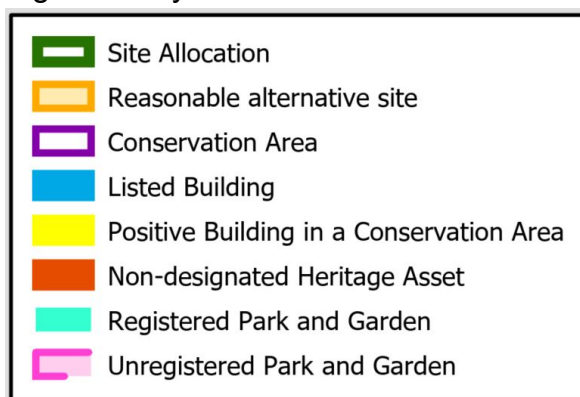 Site Allocation
Reasonable alternative site
Conservation Area
Listed Building
Positive Building in a Conservation Area
Non-designated Heritage Asset
Registered Park and Garden
Unregistered Park and Garden